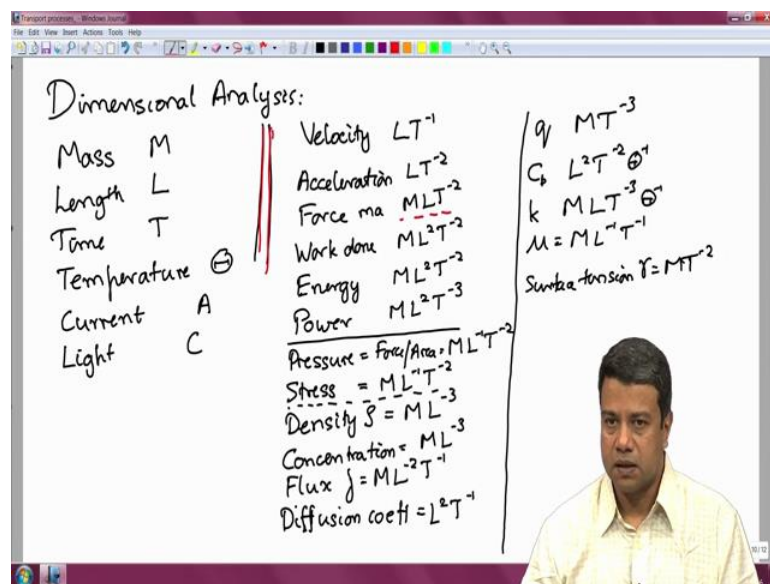 Transport processes_ - Windows Journal
File Edit View Insert Actions Tools Help
Dimensional Analysis:
Mass M
Length L
Time T
Temperature Θ
Current A
Light C
Velocity LT⁻¹
Acceleration LT⁻²
Force ma MLT⁻²
Work done ML²T⁻²
Energy ML²T⁻²
Power ML²T⁻³
Pressure = Force/Area = ML⁻¹T⁻²
Stress = ML⁻¹T⁻²
Density ρ = ML⁻³
Concentration = ML⁻³
Flux j = ML⁻²T⁻¹
Diffusion coeff = L²T⁻¹
q MT⁻³
Cp L²T⁻²Θ⁻¹
k MLT⁻³Θ⁻¹
μ = ML⁻¹T⁻¹
Surface tension γ = MT⁻²
10/12